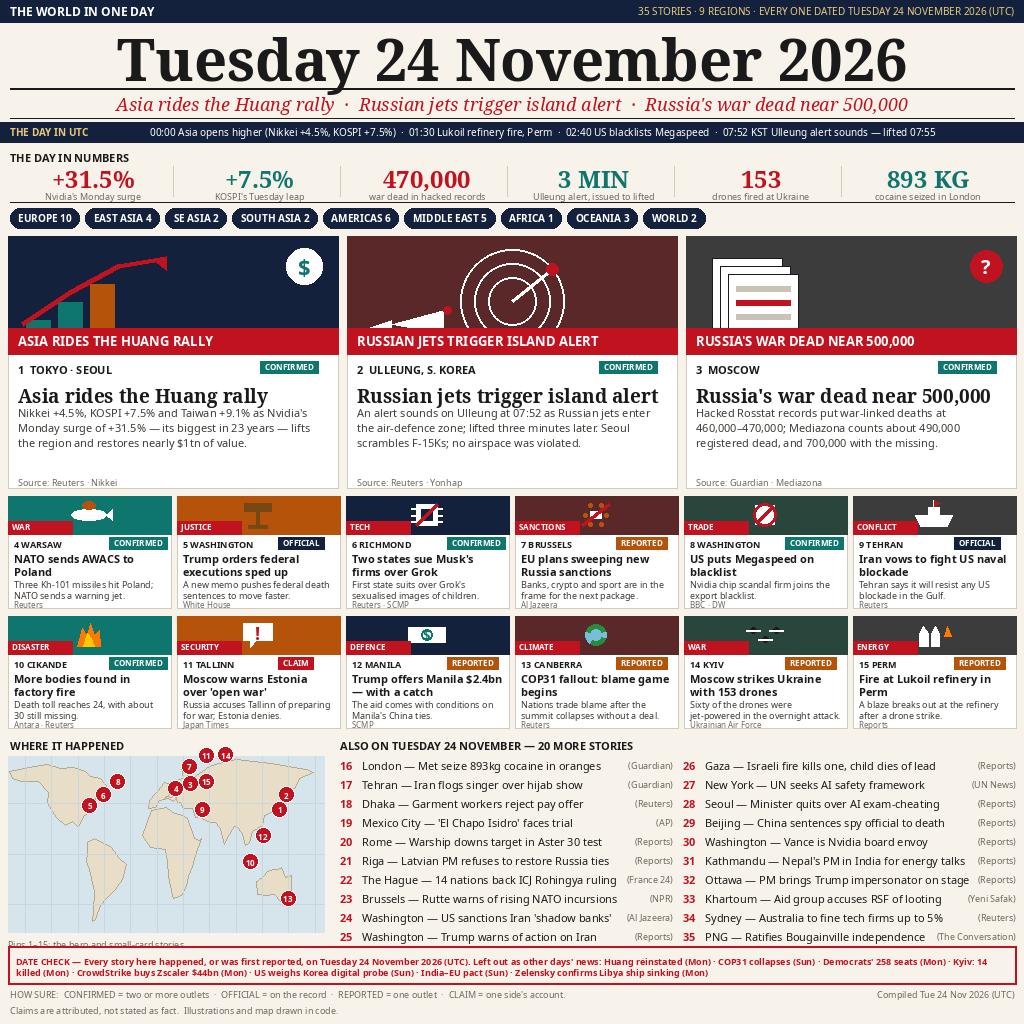 THE WORLD IN ONE DAY
35 STORIES · 9 REGIONS · EVERY ONE DATED TUESDAY 24 NOVEMBER 2026 (UTC)
Tuesday 24 November 2026
Asia rides the Huang rally · Russian jets trigger island alert · Russia's war dead near 500,000
THE DAY IN UTC
00:00 Asia opens higher (Nikkei +4.5%, KOSPI +7.5%) · 01:30 Lukoil refinery fire, Perm · 02:40 US blacklists Megaspeed · 07:52 KST Ulleung alert sounds — lifted 07:55
THE DAY IN NUMBERS
+31.5%
Nvidia's Monday surge
+7.5%
KOSPI's Tuesday leap
470,000
war dead in hacked records
3 MIN
Ulleung alert, issued to lifted
153
drones fired at Ukraine
893 KG
cocaine seized in London
EUROPE 10
EAST ASIA 4
SE ASIA 2
SOUTH ASIA 2
AMERICAS 6
MIDDLE EAST 5
AFRICA 1
OCEANIA 3
WORLD 2
$
ASIA RIDES THE HUANG RALLY
1 TOKYO · SEOUL
CONFIRMED
Asia rides the Huang rally
Nikkei +4.5%, KOSPI +7.5% and Taiwan +9.1% as Nvidia's
Monday surge of +31.5% — its biggest in 23 years — lifts
the region and restores nearly $1tn of value.
Source: Reuters · Nikkei
RUSSIAN JETS TRIGGER ISLAND ALERT
2 ULLEUNG, S. KOREA
CONFIRMED
Russian jets trigger island alert
An alert sounds on Ulleung at 07:52 as Russian jets enter
the air-defence zone; lifted three minutes later. Seoul
scrambles F-15Ks; no airspace was violated.
Source: Reuters · Yonhap
?
RUSSIA'S WAR DEAD NEAR 500,000
3 MOSCOW
CONFIRMED
Russia's war dead near 500,000
Hacked Rosstat records put war-linked deaths at
460,000–470,000; Mediazona counts about 490,000
registered dead, and 700,000 with the missing.
Source: Guardian · Mediazona
WAR
4 WARSAW
CONFIRMED
NATO sends AWACS to
Poland
Three Kh-101 missiles hit Poland;
NATO sends a warning jet.
Reuters
JUSTICE
5 WASHINGTON
OFFICIAL
Trump orders federal
executions sped up
A new memo pushes federal death
sentences to move faster.
White House
TECH
6 RICHMOND
CONFIRMED
Two states sue Musk's
firms over Grok
First state suits over Grok's
sexualised images of children.
Reuters · SCMP
SANCTIONS
7 BRUSSELS
REPORTED
EU plans sweeping new
Russia sanctions
Banks, crypto and sport are in the
frame for the next package.
Al Jazeera
TRADE
8 WASHINGTON
CONFIRMED
US puts Megaspeed on
blacklist
Nvidia chip scandal firm joins the
export blacklist.
BBC · DW
CONFLICT
9 TEHRAN
OFFICIAL
Iran vows to fight US naval
blockade
Tehran says it will resist any US
blockade in the Gulf.
Reuters
DISASTER
10 CIKANDE
CONFIRMED
More bodies found in
factory fire
Death toll reaches 24, with about
30 still missing.
Antara · Reuters
!
SECURITY
11 TALLINN
CLAIM
Moscow warns Estonia
over 'open war'
Russia accuses Tallinn of preparing
for war; Estonia denies.
Japan Times
$
DEFENCE
12 MANILA
REPORTED
Trump offers Manila $2.4bn
— with a catch
The aid comes with conditions on
Manila's China ties.
SCMP
CLIMATE
13 CANBERRA
REPORTED
COP31 fallout: blame game
begins
Nations trade blame after the
summit collapses without a deal.
Reuters
WAR
14 KYIV
REPORTED
Moscow strikes Ukraine
with 153 drones
Sixty of the drones were
jet-powered in the overnight attack.
Ukrainian Air Force
ENERGY
15 PERM
REPORTED
Fire at Lukoil refinery in
Perm
A blaze breaks out at the refinery
after a drone strike.
Reports
WHERE IT HAPPENED
11
14
7
8
4
3
15
6
2
5
9
1
12
10
13
Pins 1–15: the hero and small-card stories
ALSO ON TUESDAY 24 NOVEMBER — 20 MORE STORIES
16 London — Met seize 893kg cocaine in oranges (Guardian)
17 Tehran — Iran flogs singer over hijab show (Guardian)
18 Dhaka — Garment workers reject pay offer (Reuters)
19 Mexico City — 'El Chapo Isidro' faces trial (AP)
20 Rome — Warship downs target in Aster 30 test (Reports)
21 Riga — Latvian PM refuses to restore Russia ties (Reports)
22 The Hague — 14 nations back ICJ Rohingya ruling (France 24)
23 Brussels — Rutte warns of rising NATO incursions (NPR)
24 Washington — US sanctions Iran 'shadow banks' (Al Jazeera)
25 Washington — Trump warns of action on Iran (Reports)
26 Gaza — Israeli fire kills one, child dies of lead (Reports)
27 New York — UN seeks AI safety framework (UN News)
28 Seoul — Minister quits over AI exam-cheating (Reports)
29 Beijing — China sentences spy official to death (Reports)
30 Washington — Vance is Nvidia board envoy (Reports)
31 Kathmandu — Nepal's PM in India for energy talks (Reports)
32 Ottawa — PM brings Trump impersonator on stage (Reports)
33 Khartoum — Aid group accuses RSF of looting (Yeni Safak)
34 Sydney — Australia to fine tech firms up to 5% (Reuters)
35 PNG — Ratifies Bougainville independence (The Conversation)
DATE CHECK — Every story here happened, or was first reported, on Tuesday 24 November 2026 (UTC). Left out as other days' news: Huang reinstated (Mon) · COP31 collapses (Sun) · Democrats' 258 seats (Mon) · Kyiv: 14
killed (Mon) · CrowdStrike buys Zscaler $44bn (Mon) · US weighs Korea digital probe (Sun) · India–EU pact (Sun) · Zelensky confirms Libya ship sinking (Mon)
HOW SURE: CONFIRMED = two or more outlets · OFFICIAL = on the record · REPORTED = one outlet · CLAIM = one side's account.
Compiled Tue 24 Nov 2026 (UTC)
Claims are attributed, not stated as fact. Illustrations and map drawn in code.